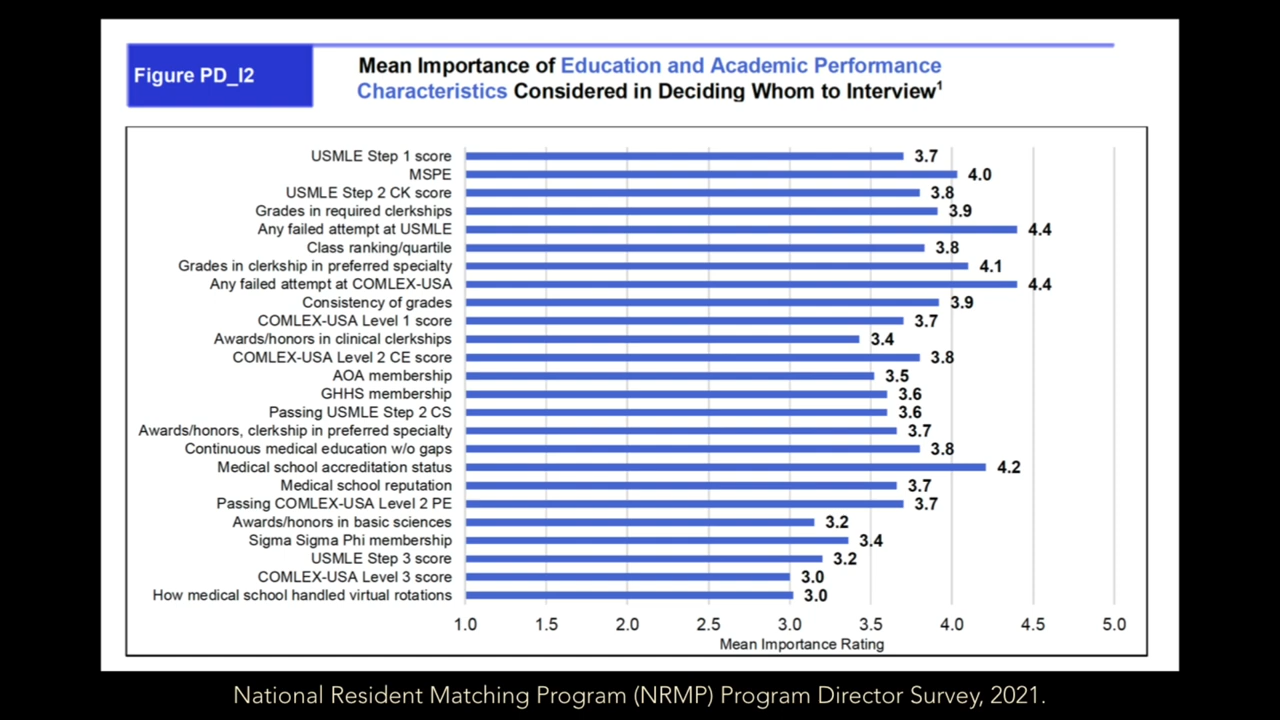 Figure PD_I2
Mean Importance of Education and Academic Performance
Characteristics Considered in Deciding Whom to Interview¹
USMLE Step 1 score 3.7
MSPE 4.0
USMLE Step 2 CK score 3.8
Grades in required clerkships 3.9
Any failed attempt at USMLE 4.4
Class ranking/quartile 3.8
Grades in clerkship in preferred specialty 4.1
Any failed attempt at COMLEX-USA 4.4
Consistency of grades 3.9
COMLEX-USA Level 1 score 3.7
Awards/honors in clinical clerkships 3.4
COMLEX-USA Level 2 CE score 3.8
AOA membership 3.5
GHHS membership 3.6
Passing USMLE Step 2 CS 3.6
Awards/honors, clerkship in preferred specialty 3.7
Continuous medical education w/o gaps 3.8
Medical school accreditation status 4.2
Medical school reputation 3.7
Passing COMLEX-USA Level 2 PE 3.7
Awards/honors in basic sciences 3.2
Sigma Sigma Phi membership 3.4
USMLE Step 3 score 3.2
COMLEX-USA Level 3 score 3.0
How medical school handled virtual rotations 3.0
1.0 1.5 2.0 2.5 3.0 3.5 4.0 4.5 5.0
Mean Importance Rating
National Resident Matching Program (NRMP) Program Director Survey, 2021.